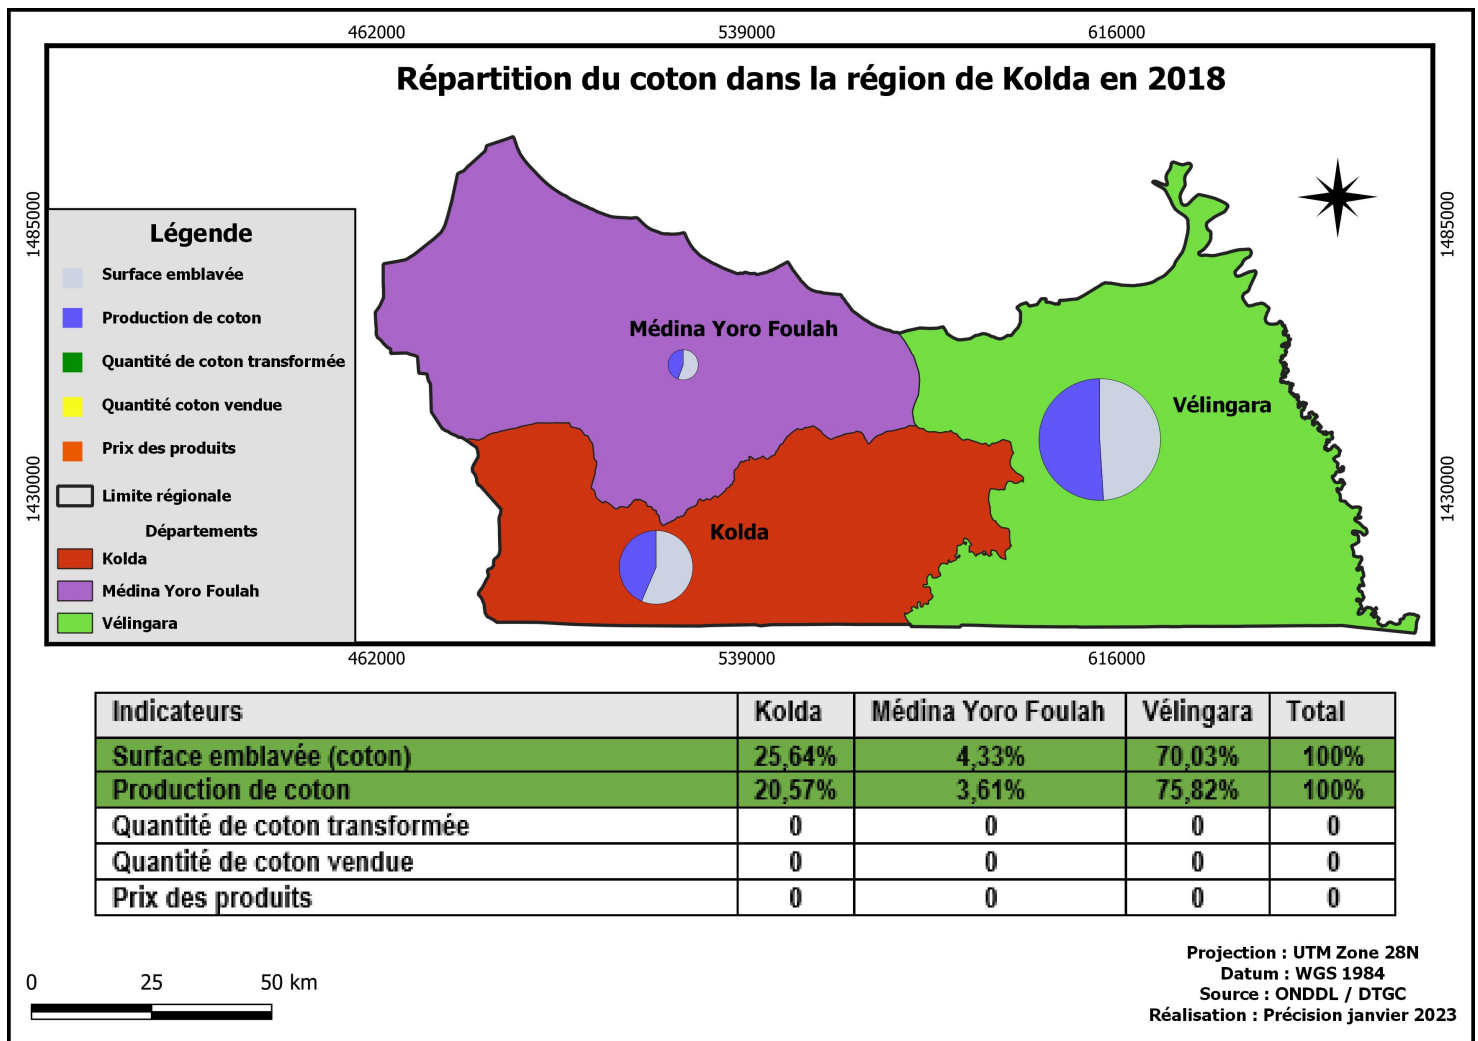 462000 539000 616000
Répartition du coton dans la région de Kolda en 2018
1485000
1485000
Légende
Surface emblavée
Production de coton
Quantité de coton transformée
Quantité coton vendue
Prix des produits
Limite régionale
Départements
Kolda
Médina Yoro Foulah
Vélingara
Médina Yoro Foulah
Vélingara
Kolda
1430000
1430000
462000 539000 616000
Indicateurs Kolda Médina Yoro Foulah Vélingara Total
Surface emblavée (coton) 25,64% 4,33% 70,03% 100%
Production de coton 20,57% 3,61% 75,82% 100%
Quantité de coton transformée 0 0 0 0
Quantité de coton vendue 0 0 0 0
Prix des produits 0 0 0 0
0 25 50 km
Projection : UTM Zone 28N
Datum : WGS 1984
Source : ONDDL / DTGC
Réalisation : Précision janvier 2023